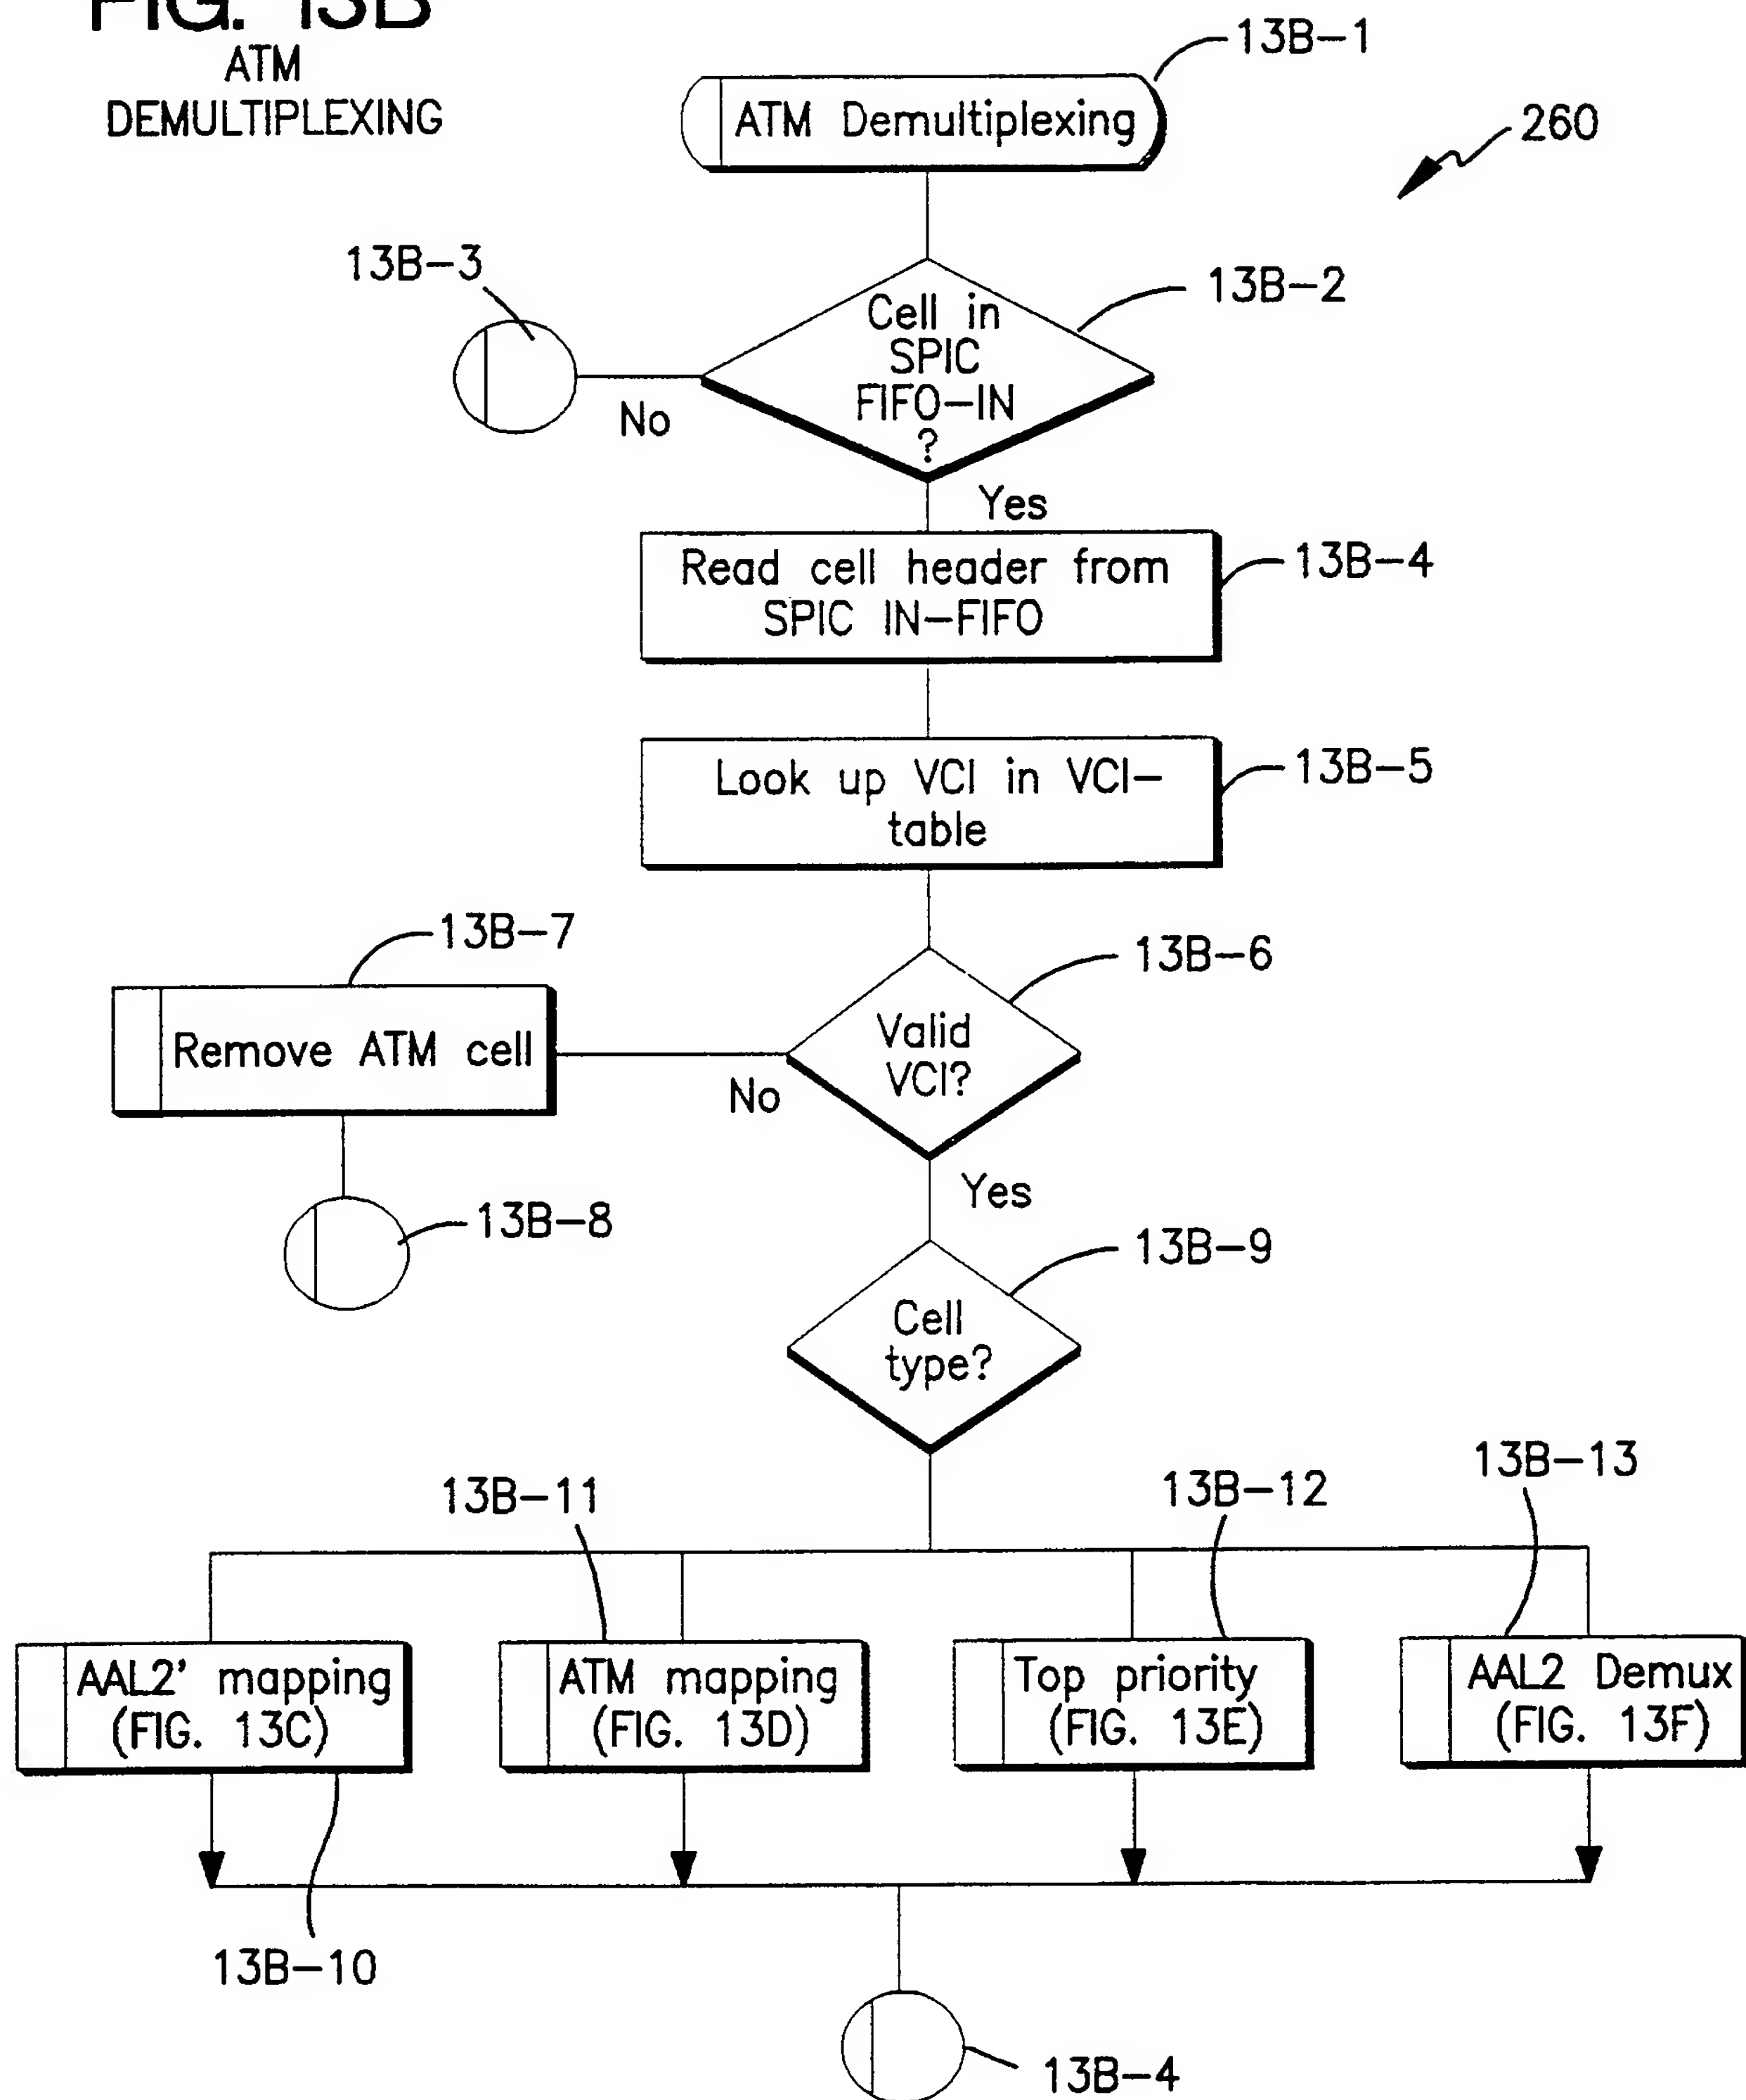 FIG. 13B
ATM
DEMULTIPLEXING
13B-1
ATM Demultiplexing
260
13B-3
13B-2
Cell in
SPIC
FIFO-IN
?
No
Yes
Read cell header from
SPIC IN-FIFO
13B-4
Look up VCI in VCI-
table
13B-5
13B-7
Remove ATM cell
13B-6
Valid
VCI?
No
Yes
13B-8
13B-9
Cell
type?
13B-11
13B-12
13B-13
AAL2' mapping
(FIG. 13C)
ATM mapping
(FIG. 13D)
Top priority
(FIG. 13E)
AAL2 Demux
(FIG. 13F)
13B-10
13B-4